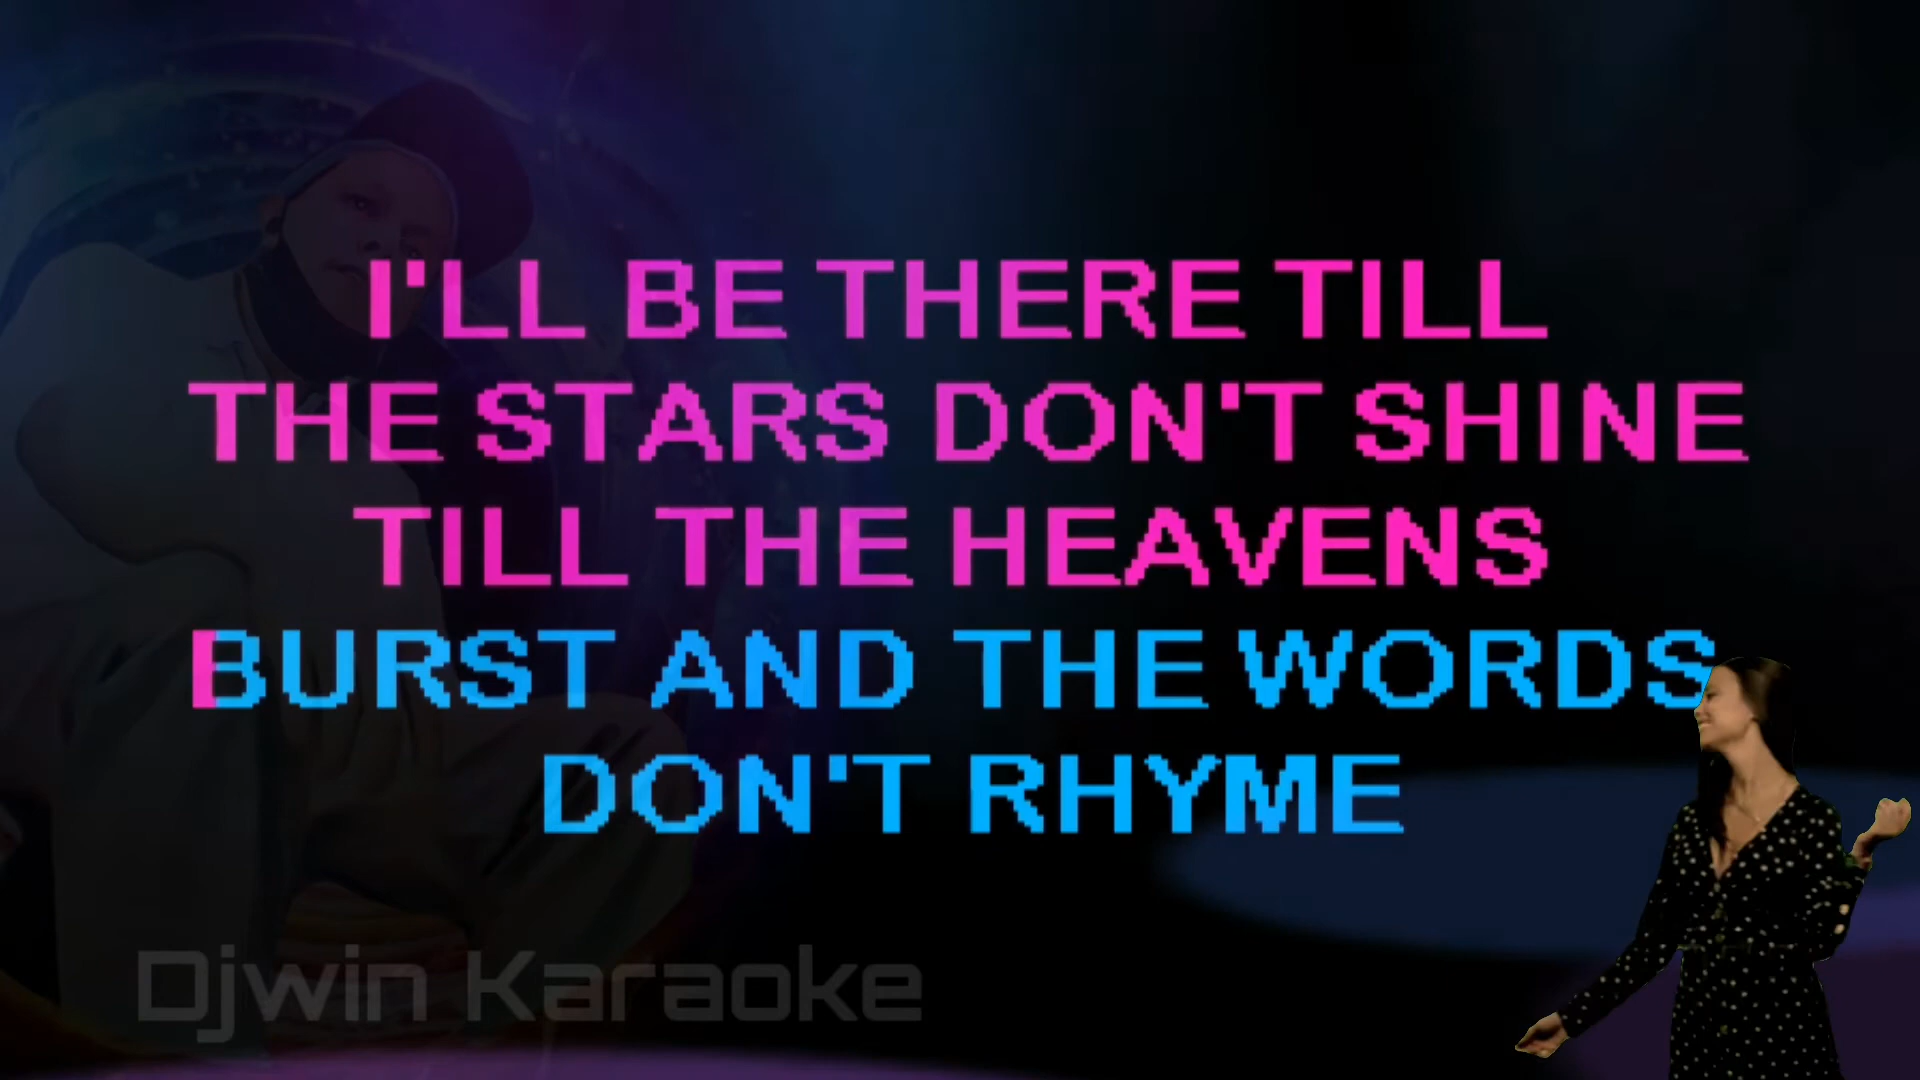 I'LL BE THERE TILL
THE STARS DON'T SHINE
TILL THE HEAVENS
BURST AND THE WORDS
DON'T RHYME
Djwin Karaoke